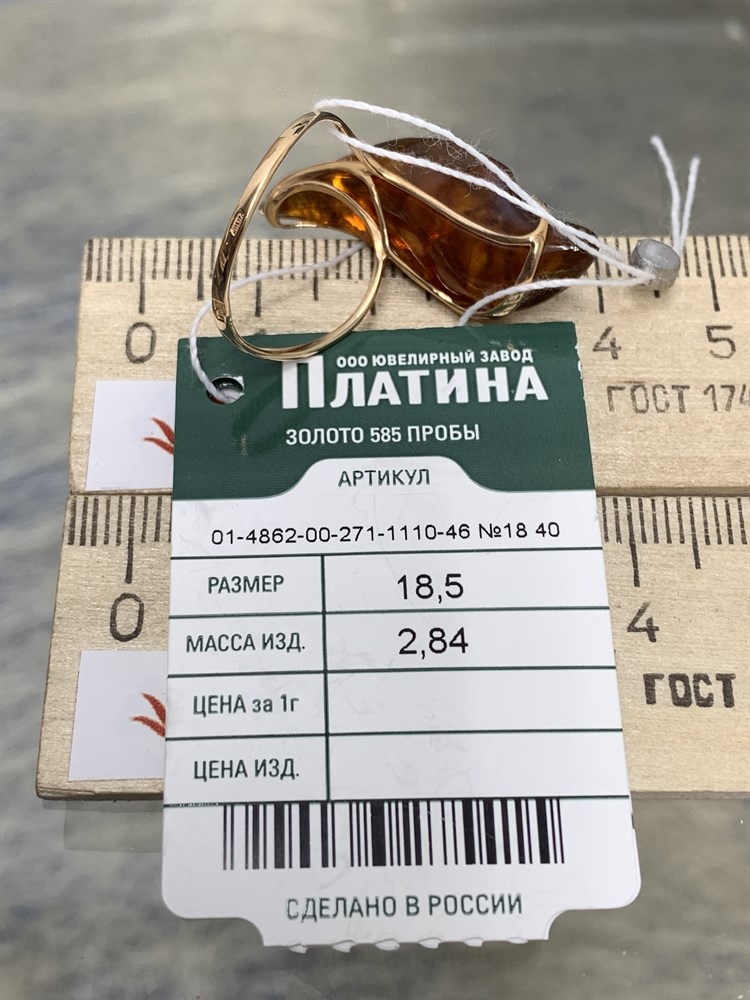 0 4 5
ГОСТ 174
ООО ЮВЕЛИРНЫЙ ЗАВОД
ПЛАТИНА
ЗОЛОТО 585 ПРОБЫ
АРТИКУЛ
01-4862-00-271-1110-46 №18 40
РАЗМЕР 18,5
МАССА ИЗД. 2,84
ЦЕНА за 1г
ЦЕНА ИЗД.
СДЕЛАНО В РОССИИ
0 4
ГОСТ